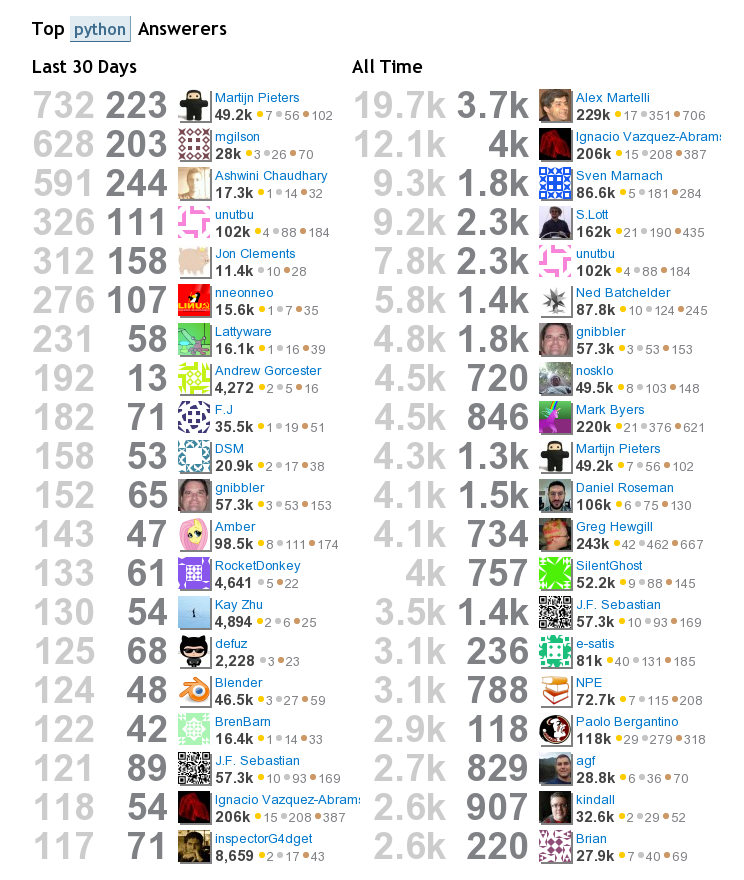 Top python Answerers
Last 30 Days
732 223 Martijn Pieters
49.2k 7 56 102
628 203 mgilson
28k 3 26 70
591 244 Ashwini Chaudhary
17.3k 1 14 32
326 111 unutbu
102k 4 88 184
312 158 Jon Clements
11.4k 10 28
276 107 nneonneo
15.6k 1 7 35
231 58 Lattyware
16.1k 1 16 39
192 13 Andrew Gorcester
4,272 2 5 16
182 71 F.J
35.5k 1 19 51
158 53 DSM
20.9k 2 17 38
152 65 gnibbler
57.3k 3 53 153
143 47 Amber
98.5k 8 111 174
133 61 RocketDonkey
4,641 5 22
130 54 Kay Zhu
4,894 2 6 25
125 68 defuz
2,228 3 23
124 48 Blender
46.5k 3 27 59
122 42 BrenBarn
16.4k 1 14 33
121 89 J.F. Sebastian
57.3k 10 93 169
118 54 Ignacio Vazquez-Abrams
206k 15 208 387
117 71 inspectorG4dget
8,659 2 17 43
All Time
19.7k 3.7k Alex Martelli
229k 17 351 706
12.1k 4k Ignacio Vazquez-Abrams
206k 15 208 387
9.3k 1.8k Sven Marnach
86.6k 5 181 284
9.2k 2.3k S.Lott
162k 21 190 435
7.8k 2.3k unutbu
102k 4 88 184
5.8k 1.4k Ned Batchelder
87.8k 10 124 245
4.8k 1.8k gnibbler
57.3k 3 53 153
4.5k 720 nosklo
49.5k 8 103 148
4.5k 846 Mark Byers
220k 21 376 621
4.3k 1.3k Martijn Pieters
49.2k 7 56 102
4.1k 1.5k Daniel Roseman
106k 6 75 130
4.1k 734 Greg Hewgill
243k 42 462 667
4k 757 SilentGhost
52.2k 9 88 145
3.5k 1.4k J.F. Sebastian
57.3k 10 93 169
3.1k 236 e-satis
81k 40 131 185
3.1k 788 NPE
72.7k 7 115 208
2.9k 118 Paolo Bergantino
118k 29 279 318
2.7k 829 agf
28.8k 6 36 70
2.6k 907 kindall
32.6k 2 29 52
2.6k 220 Brian
27.9k 7 40 69